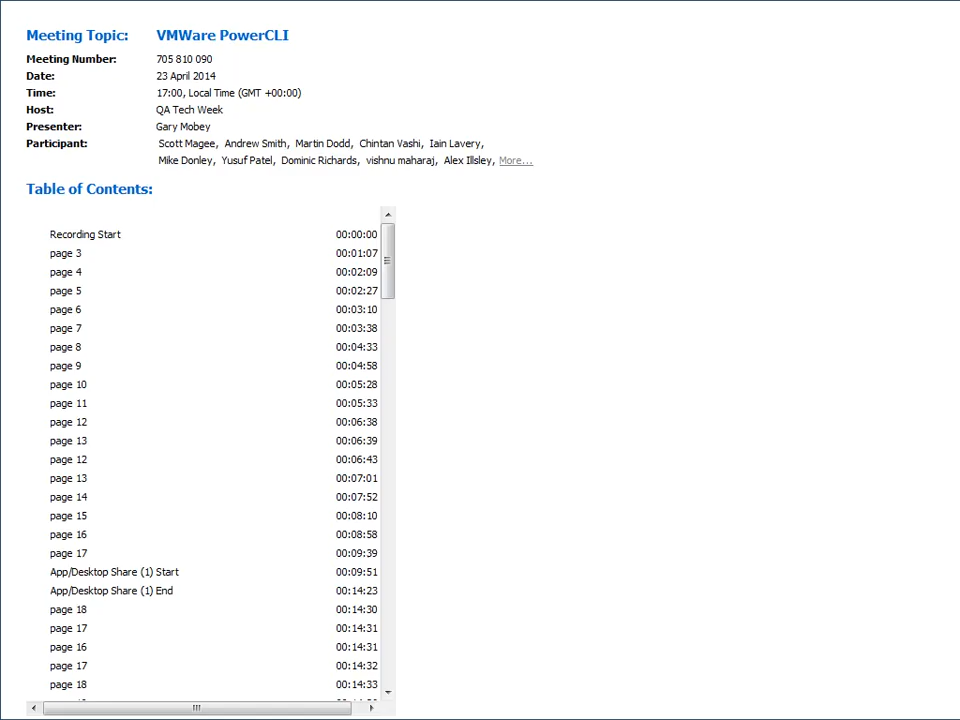 Meeting Topic: VMWare PowerCLI
Meeting Number: 705 810 090
Date: 23 April 2014
Time: 17:00, Local Time (GMT +00:00)
Host: QA Tech Week
Presenter: Gary Mobey
Participant: Scott Magee, Andrew Smith, Martin Dodd, Chintan Vashi, Iain Lavery,
Mike Donley, Yusuf Patel, Dominic Richards, vishnu maharaj, Alex Illsley, More...
Table of Contents:
Recording Start 00:00:00
page 3 00:01:07
page 4 00:02:09
page 5 00:02:27
page 6 00:03:10
page 7 00:03:38
page 8 00:04:33
page 9 00:04:58
page 10 00:05:28
page 11 00:05:33
page 12 00:06:38
page 13 00:06:39
page 12 00:06:43
page 13 00:07:01
page 14 00:07:52
page 15 00:08:10
page 16 00:08:58
page 17 00:09:39
App/Desktop Share (1) Start 00:09:51
App/Desktop Share (1) End 00:14:23
page 18 00:14:30
page 17 00:14:31
page 16 00:14:31
page 17 00:14:32
page 18 00:14:33